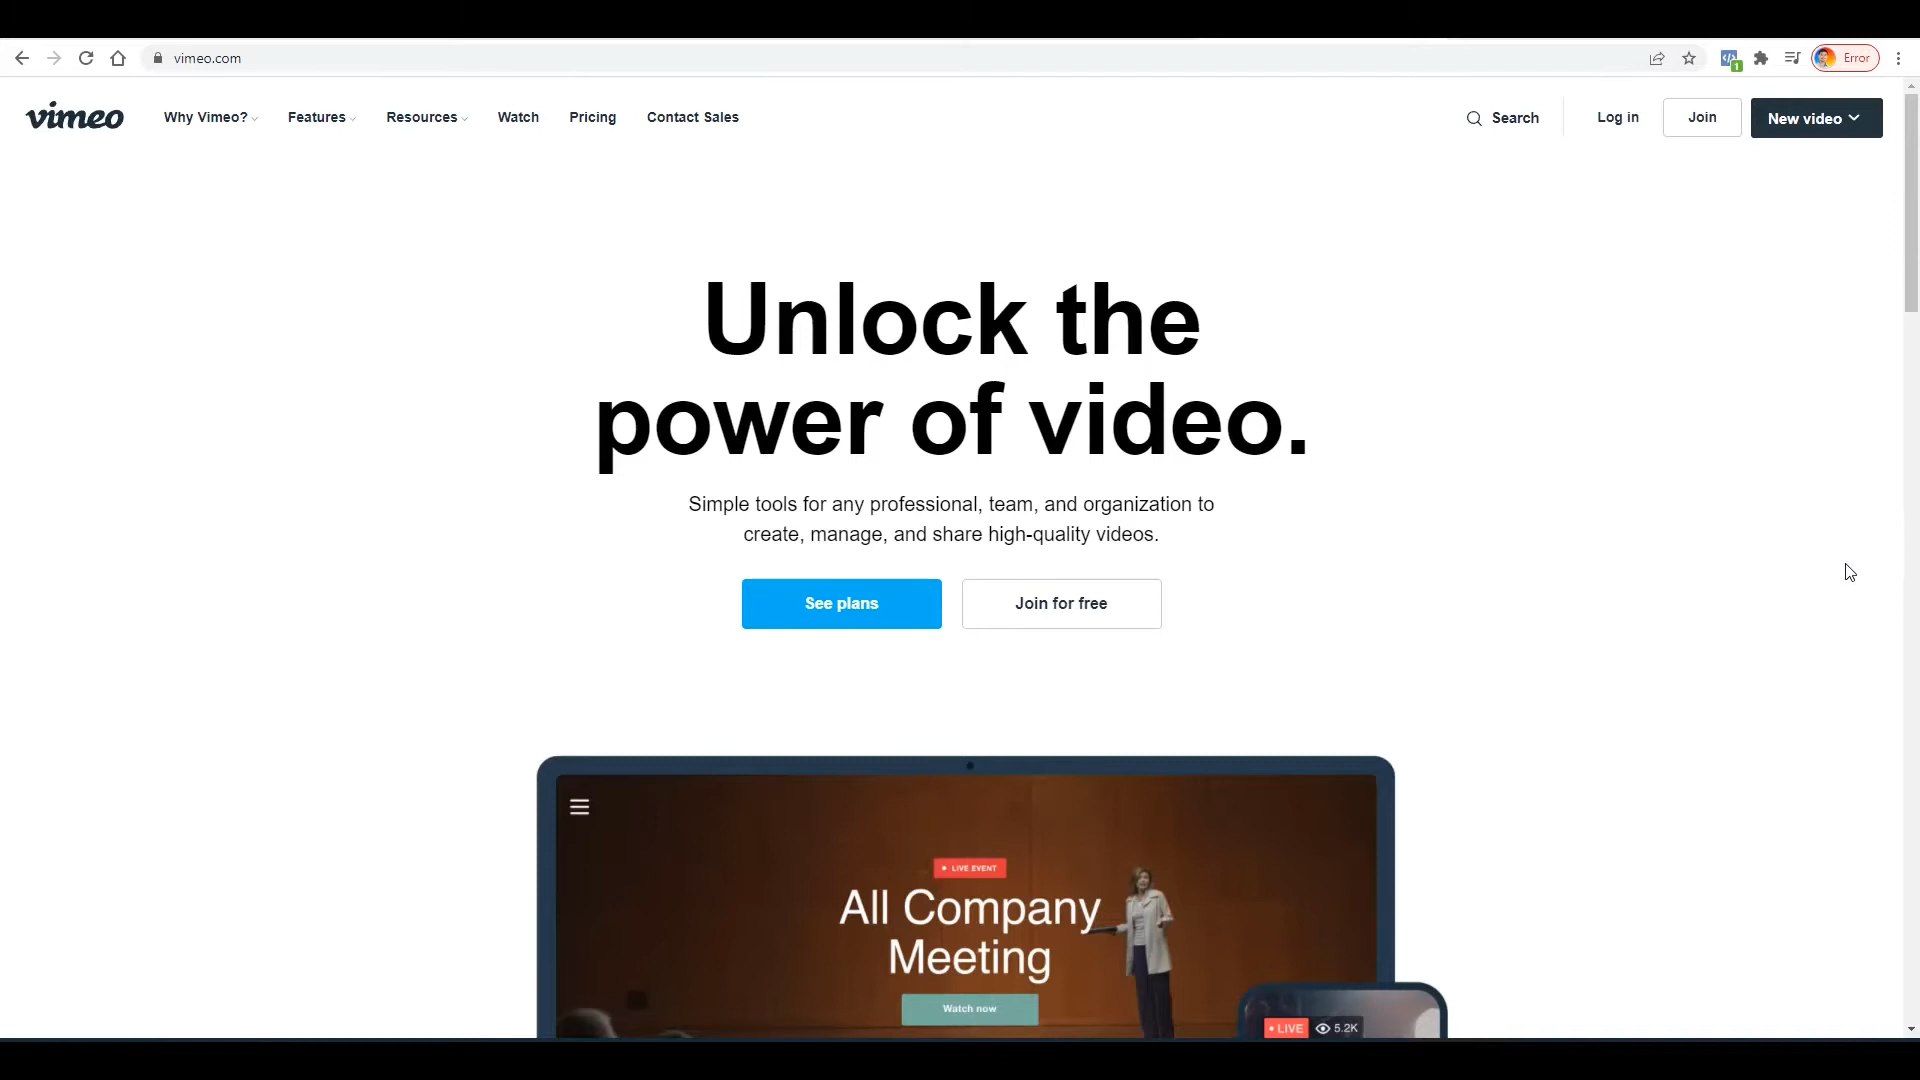 vimeo.com
1
Error
vimeo Why Vimeo? Features Resources Watch Pricing Contact Sales Search Log in Join New video
Unlock the
power of video.
Simple tools for any professional, team, and organization to
create, manage, and share high-quality videos.
See plans Join for free
LIVE EVENT
All Company
Meeting
Watch now
LIVE 5.2K